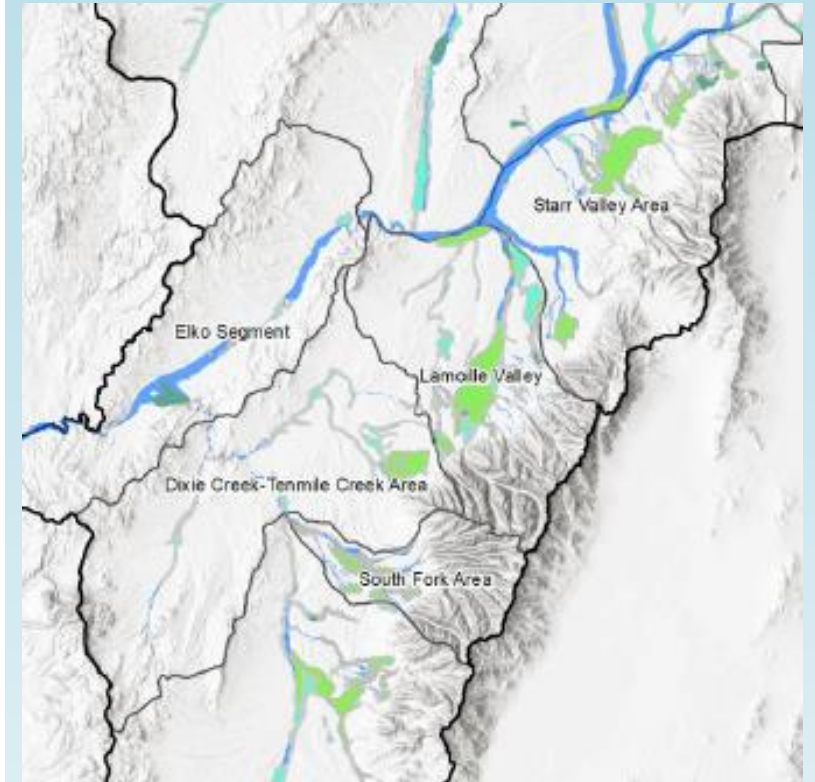 Starr Valley Area
Elko Segment
Lamoille Valley
Dixie Creek-Tenmile Creek Area
South Fork Area